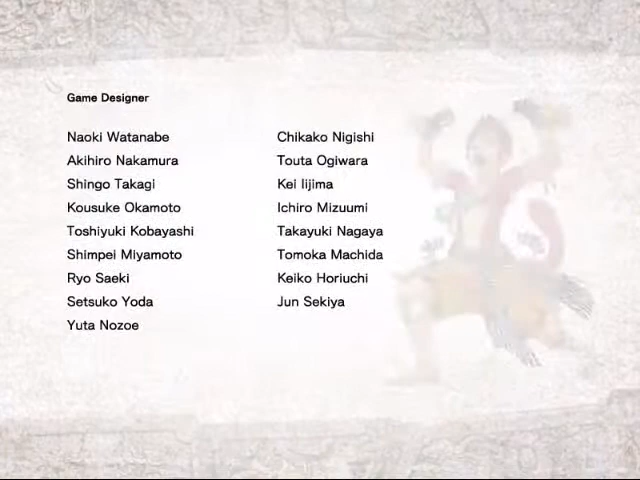 Game Designer
Naoki Watanabe
Akihiro Nakamura
Shingo Takagi
Kousuke Okamoto
Toshiyuki Kobayashi
Shimpei Miyamoto
Ryo Saeki
Setsuko Yoda
Yuta Nozoe
Chikako Nigishi
Touta Ogiwara
Kei Iijima
Ichiro Mizuumi
Takayuki Nagaya
Tomoka Machida
Keiko Horiuchi
Jun Sekiya